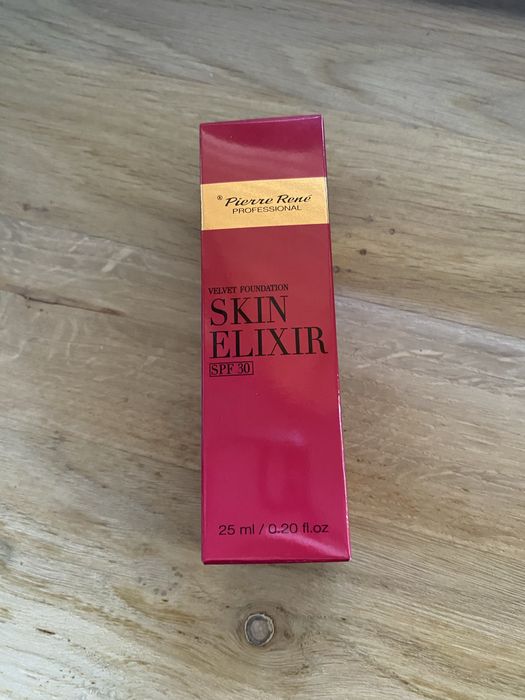 ® Pierre René
PROFESSIONAL
VELVET FOUNDATION
SKIN
ELIXIR
SPF 30
25 ml / 0.20 fl.oz